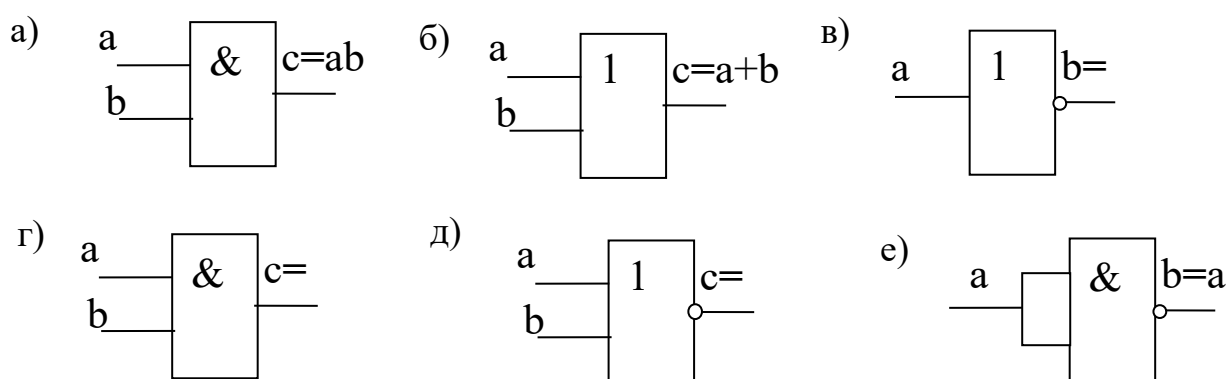 а) a b & c=ab
б) a b 1 c=a+b
в) a 1 b=
г) a b & c=
д) a b 1 c=
е) a & b=a